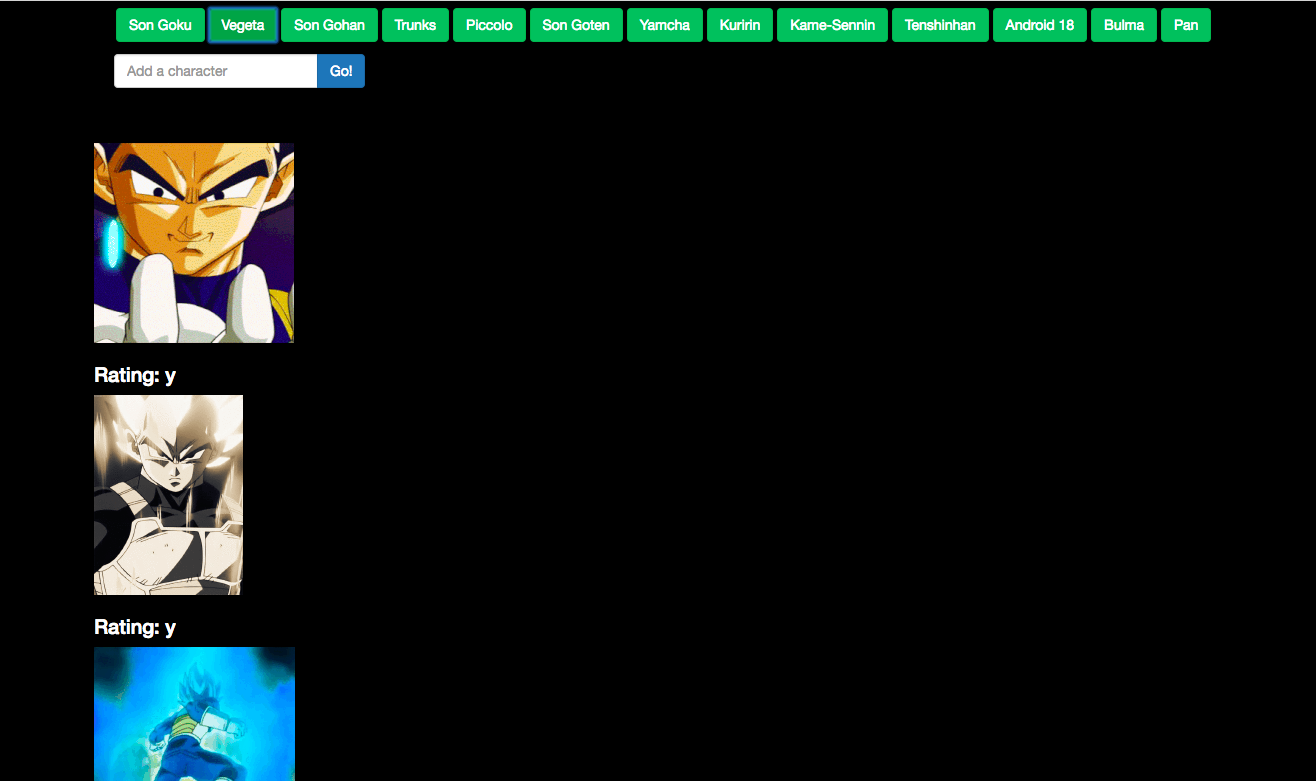 Son Goku Vegeta Son Gohan Trunks Piccolo Son Goten Yamcha Kuririn Kame-Sennin Tenshinhan Android 18 Bulma Pan
Add a character Go!
Rating: y
Rating: y